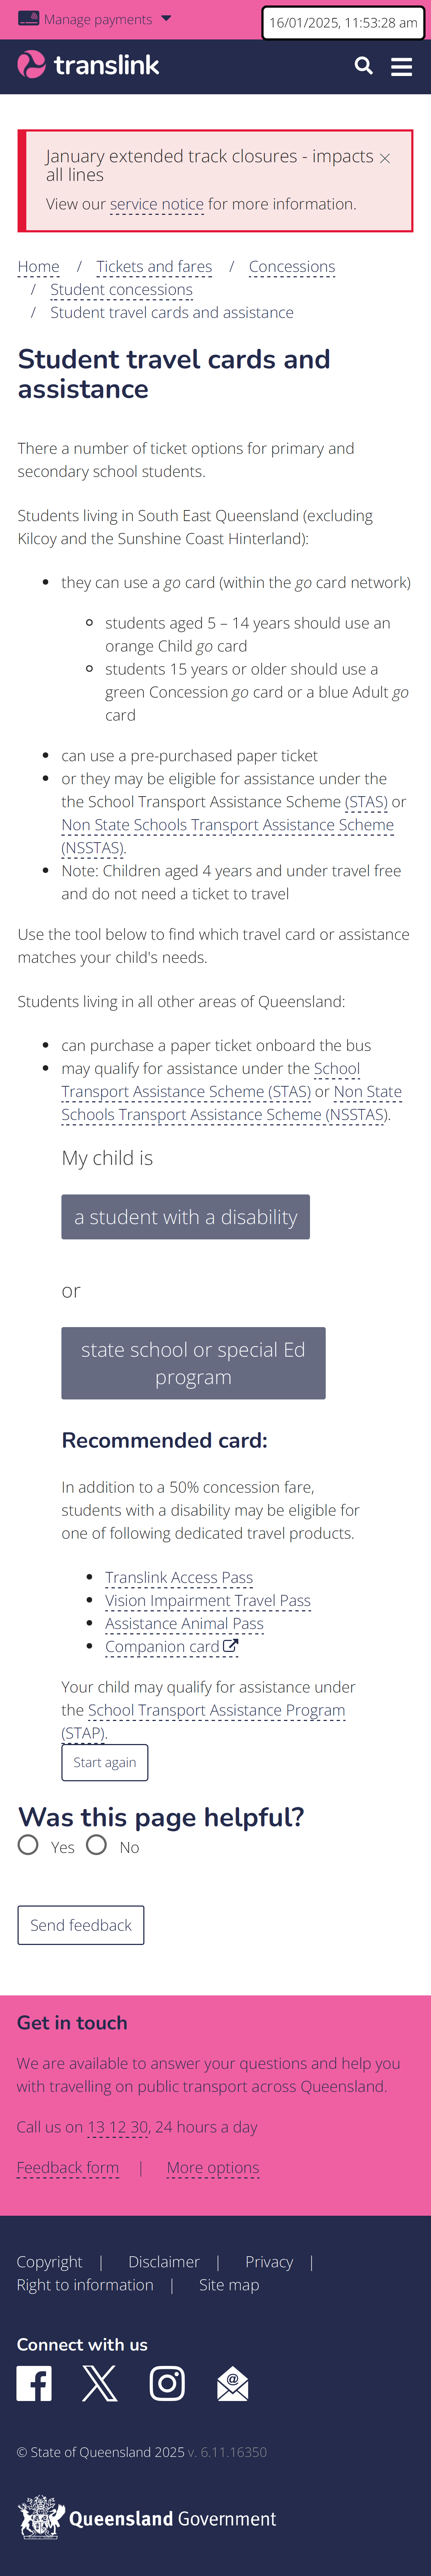 Manage payments
16/01/2025, 11:53:28 am
translink
January extended track closures - impacts
all lines
View our service notice for more information.
Home / Tickets and fares / Concessions
/ Student concessions
/ Student travel cards and assistance
Student travel cards and
assistance
There a number of ticket options for primary and
secondary school students.
Students living in South East Queensland (excluding
Kilcoy and the Sunshine Coast Hinterland):
they can use a go card (within the go card network)
students aged 5 – 14 years should use an
orange Child go card
students 15 years or older should use a
green Concession go card or a blue Adult go
card
can use a pre-purchased paper ticket
or they may be eligible for assistance under the
the School Transport Assistance Scheme (STAS) or
Non State Schools Transport Assistance Scheme
(NSSTAS).
Note: Children aged 4 years and under travel free
and do not need a ticket to travel
Use the tool below to find which travel card or assistance
matches your child's needs.
Students living in all other areas of Queensland:
can purchase a paper ticket onboard the bus
may qualify for assistance under the School
Transport Assistance Scheme (STAS) or Non State
Schools Transport Assistance Scheme (NSSTAS).
My child is
a student with a disability
or
state school or special Ed
program
Recommended card:
In addition to a 50% concession fare,
students with a disability may be eligible for
one of following dedicated travel products.
Translink Access Pass
Vision Impairment Travel Pass
Assistance Animal Pass
Companion card
Your child may qualify for assistance under
the School Transport Assistance Program
(STAP).
Start again
Was this page helpful?
Yes No
Send feedback
Get in touch
We are available to answer your questions and help you
with travelling on public transport across Queensland.
Call us on 13 12 30, 24 hours a day
Feedback form | More options
Copyright | Disclaimer | Privacy |
Right to information | Site map
Connect with us
© State of Queensland 2025 v. 6.11.16350
Queensland Government